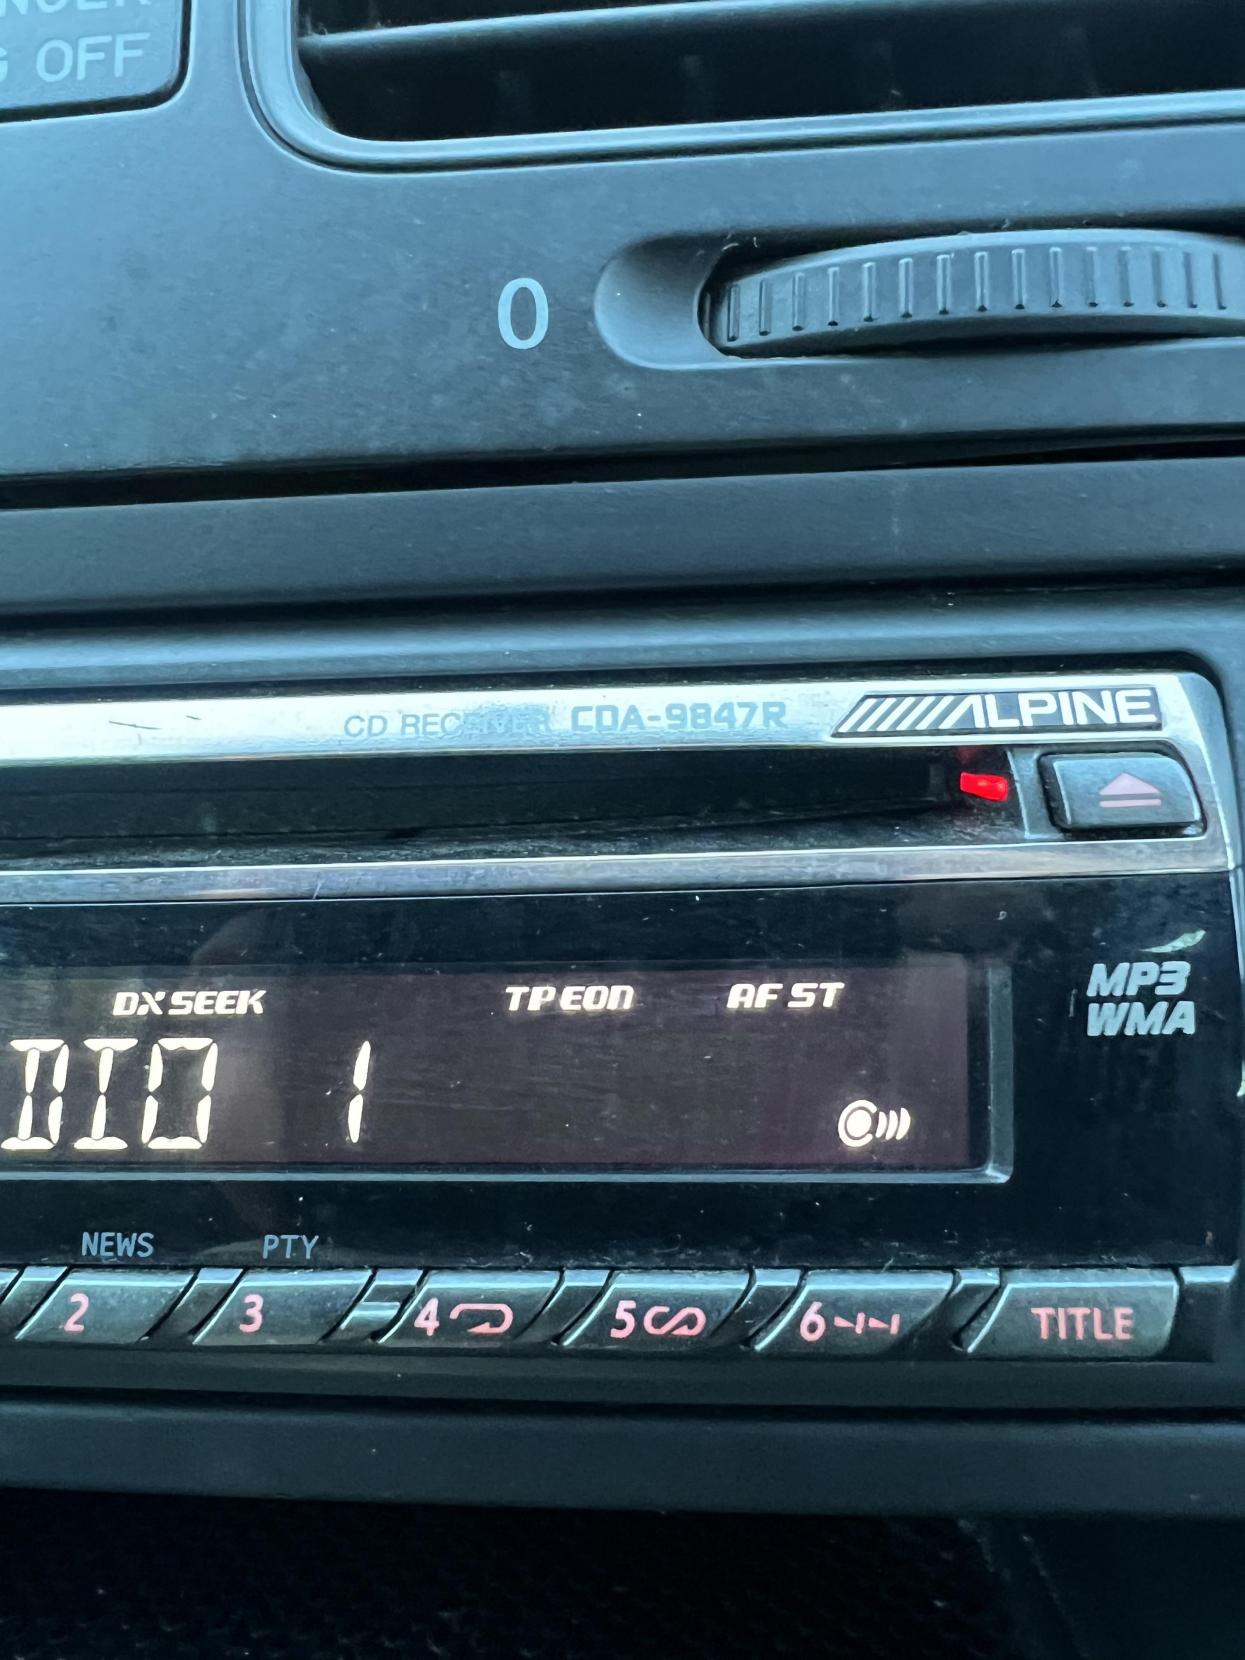 OFF
0
CD RECEIVER CDA-9847R ALPINE
MP3
WMA
DX SEEK TP EON AF ST
DIO 1
NEWS PTY
2 3 4 5 6 TITLE